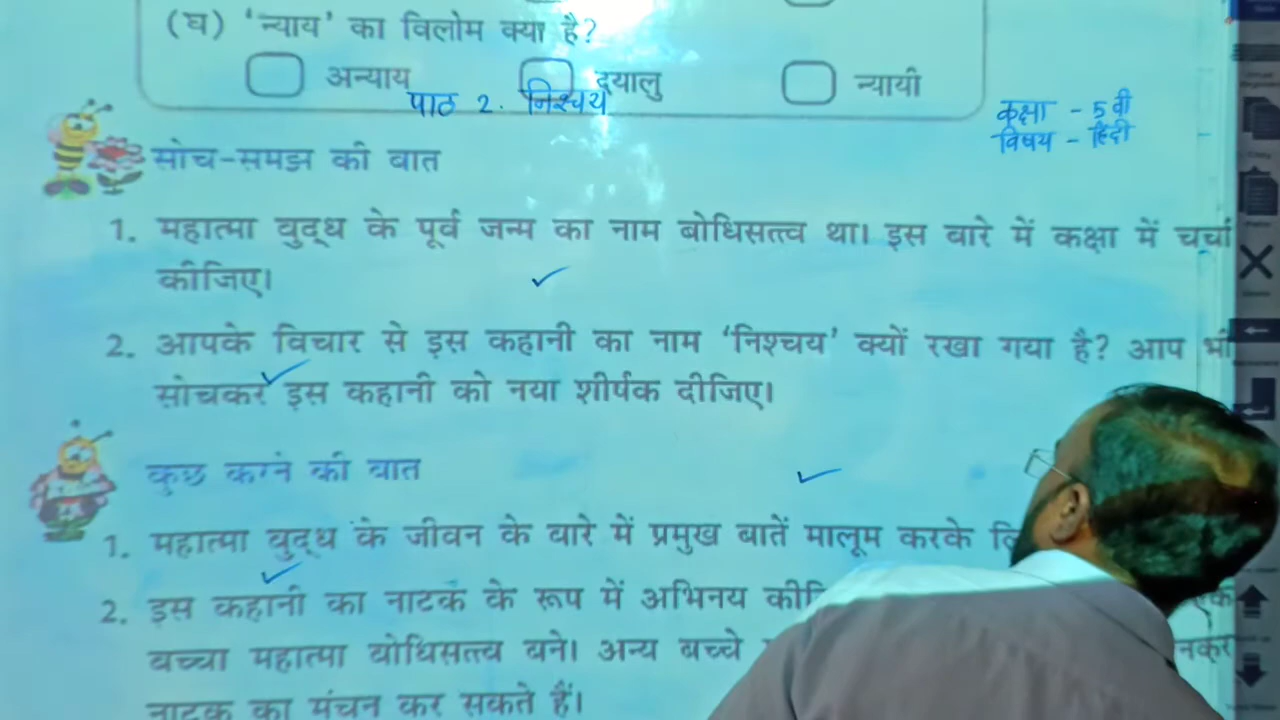 (घ) 'न्याय' का विलोम क्या है?
अन्याय दयालु न्यायी
पाठ 2. निश्चय
कक्षा - 5 वी
विषय - हिंदी
सोच-समझ की बात
1. महात्मा बुद्ध के पूर्व जन्म का नाम बोधिसत्त्व था। इस बारे में कक्षा में चर्चा
कीजिए।
2. आपके विचार से इस कहानी का नाम 'निश्चय' क्यों रखा गया है? आप भी
सोचकर इस कहानी को नया शीर्षक दीजिए।
कुछ करने की बात
1. महात्मा बुद्ध के जीवन के बारे में प्रमुख बातें मालूम करके
2. इस कहानी का नाटक के रूप में अभिनय
बच्चा महात्मा बोधिसत्त्व बने। अन्य बच्चे
नाटक का मंचन कर सकते हैं।